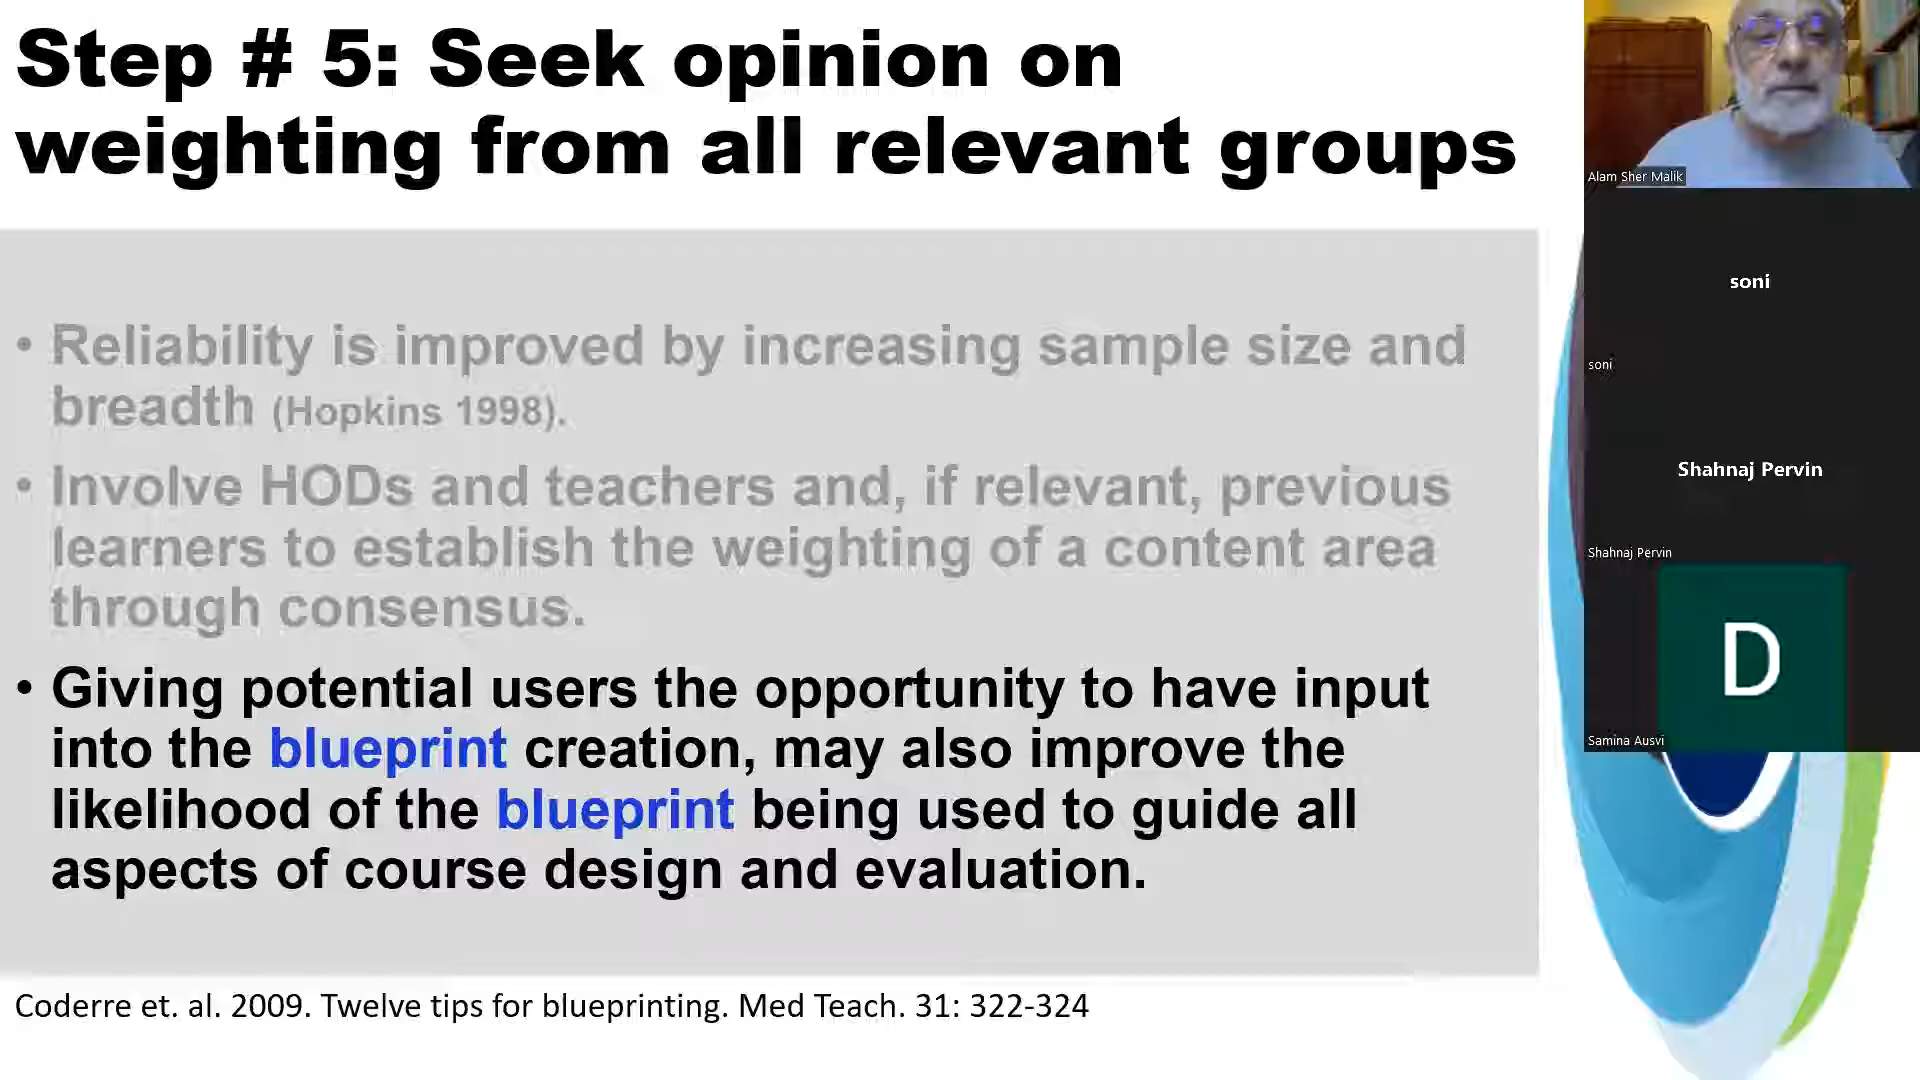 Step # 5: Seek opinion on
weighting from all relevant groups
• Reliability is improved by increasing sample size and
breadth (Hopkins 1998).
• Involve HODs and teachers and, if relevant, previous
learners to establish the weighting of a content area
through consensus.
• Giving potential users the opportunity to have input
into the blueprint creation, may also improve the
likelihood of the blueprint being used to guide all
aspects of course design and evaluation.
Coderre et. al. 2009. Twelve tips for blueprinting. Med Teach. 31: 322-324
Alam Sher Malik
soni
soni
Shahnaj Pervin
Shahnaj Pervin
D
Samina Ausvi